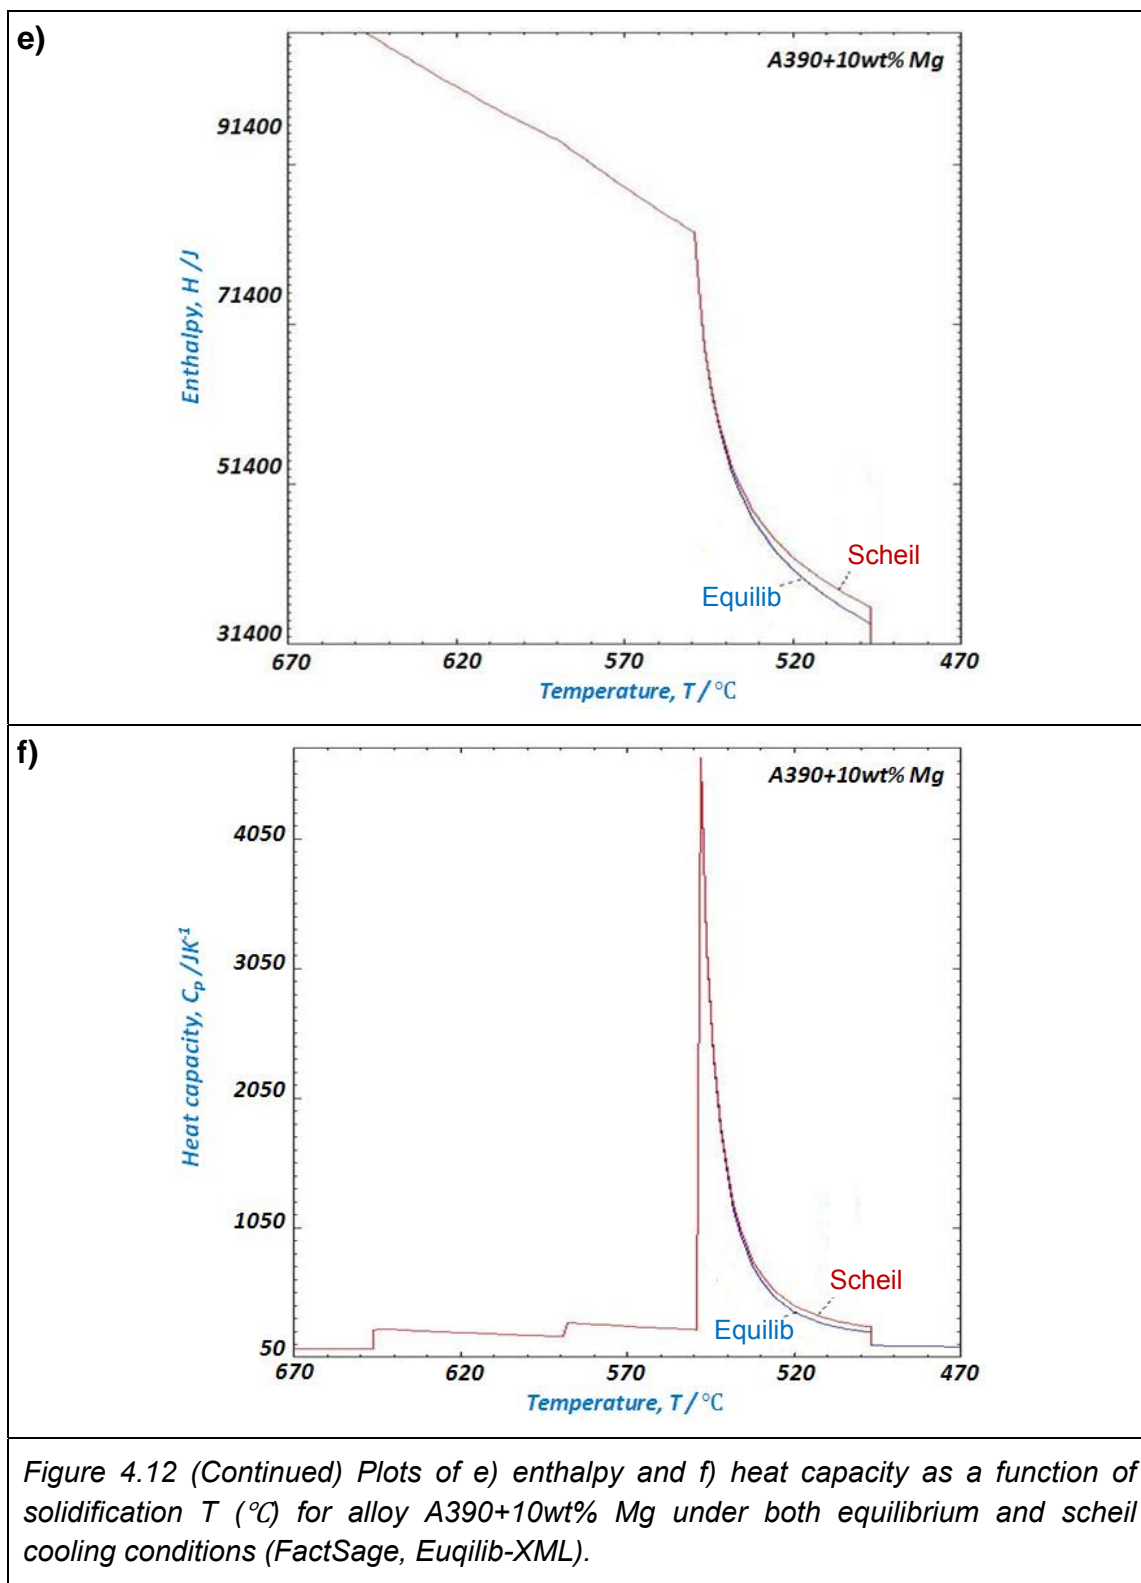 e)
A390+10wt% Mg
91400
71400
51400
31400
Enthalpy, H /J
Scheil
Equilib
670 620 570 520 470
Temperature, T / °C
f)
A390+10wt% Mg
4050
3050
2050
1050
50
Heat capacity, Cp /JK-1
Scheil
Equilib
670 620 570 520 470
Temperature, T / °C
Figure 4.12 (Continued) Plots of e) enthalpy and f) heat capacity as a function of
solidification T (℃) for alloy A390+10wt% Mg under both equilibrium and scheil
cooling conditions (FactSage, Euqilib-XML).